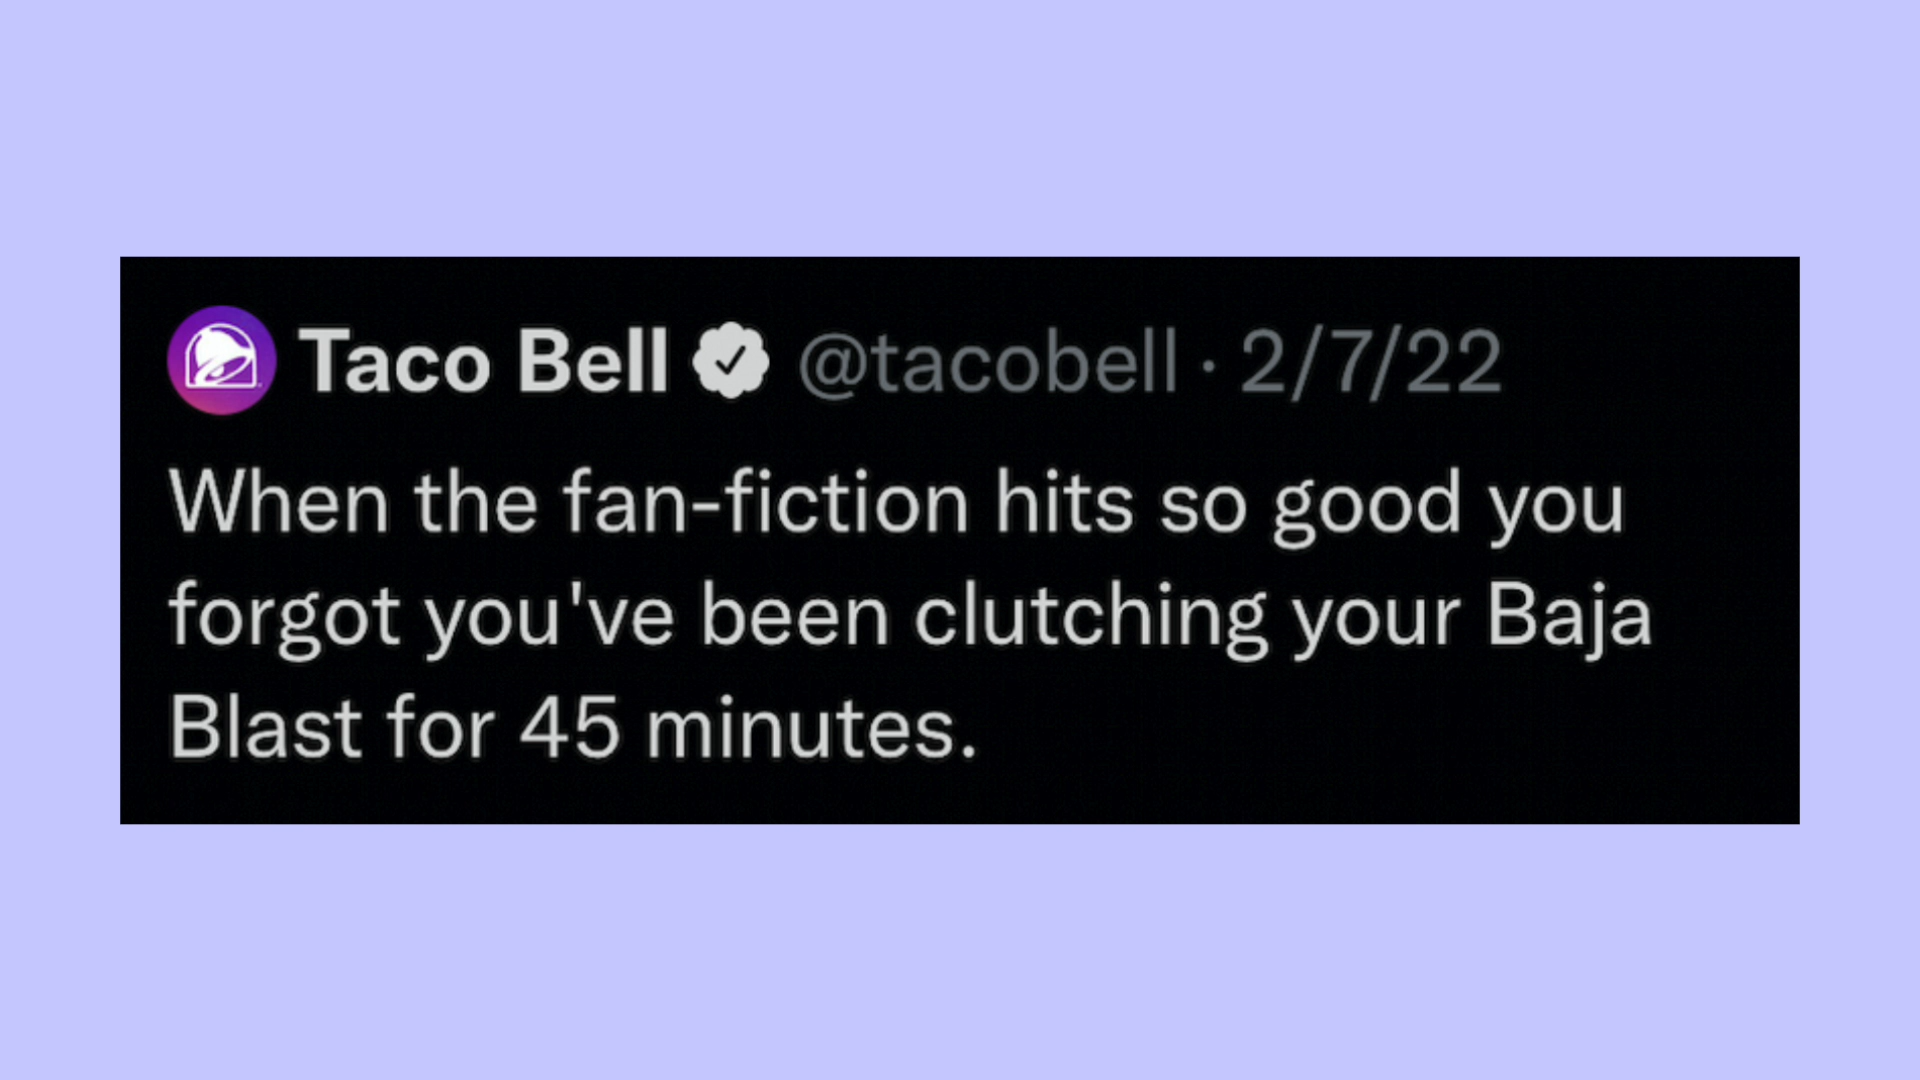 Taco Bell @tacobell · 2/7/22
When the fan-fiction hits so good you
forgot you've been clutching your Baja
Blast for 45 minutes.